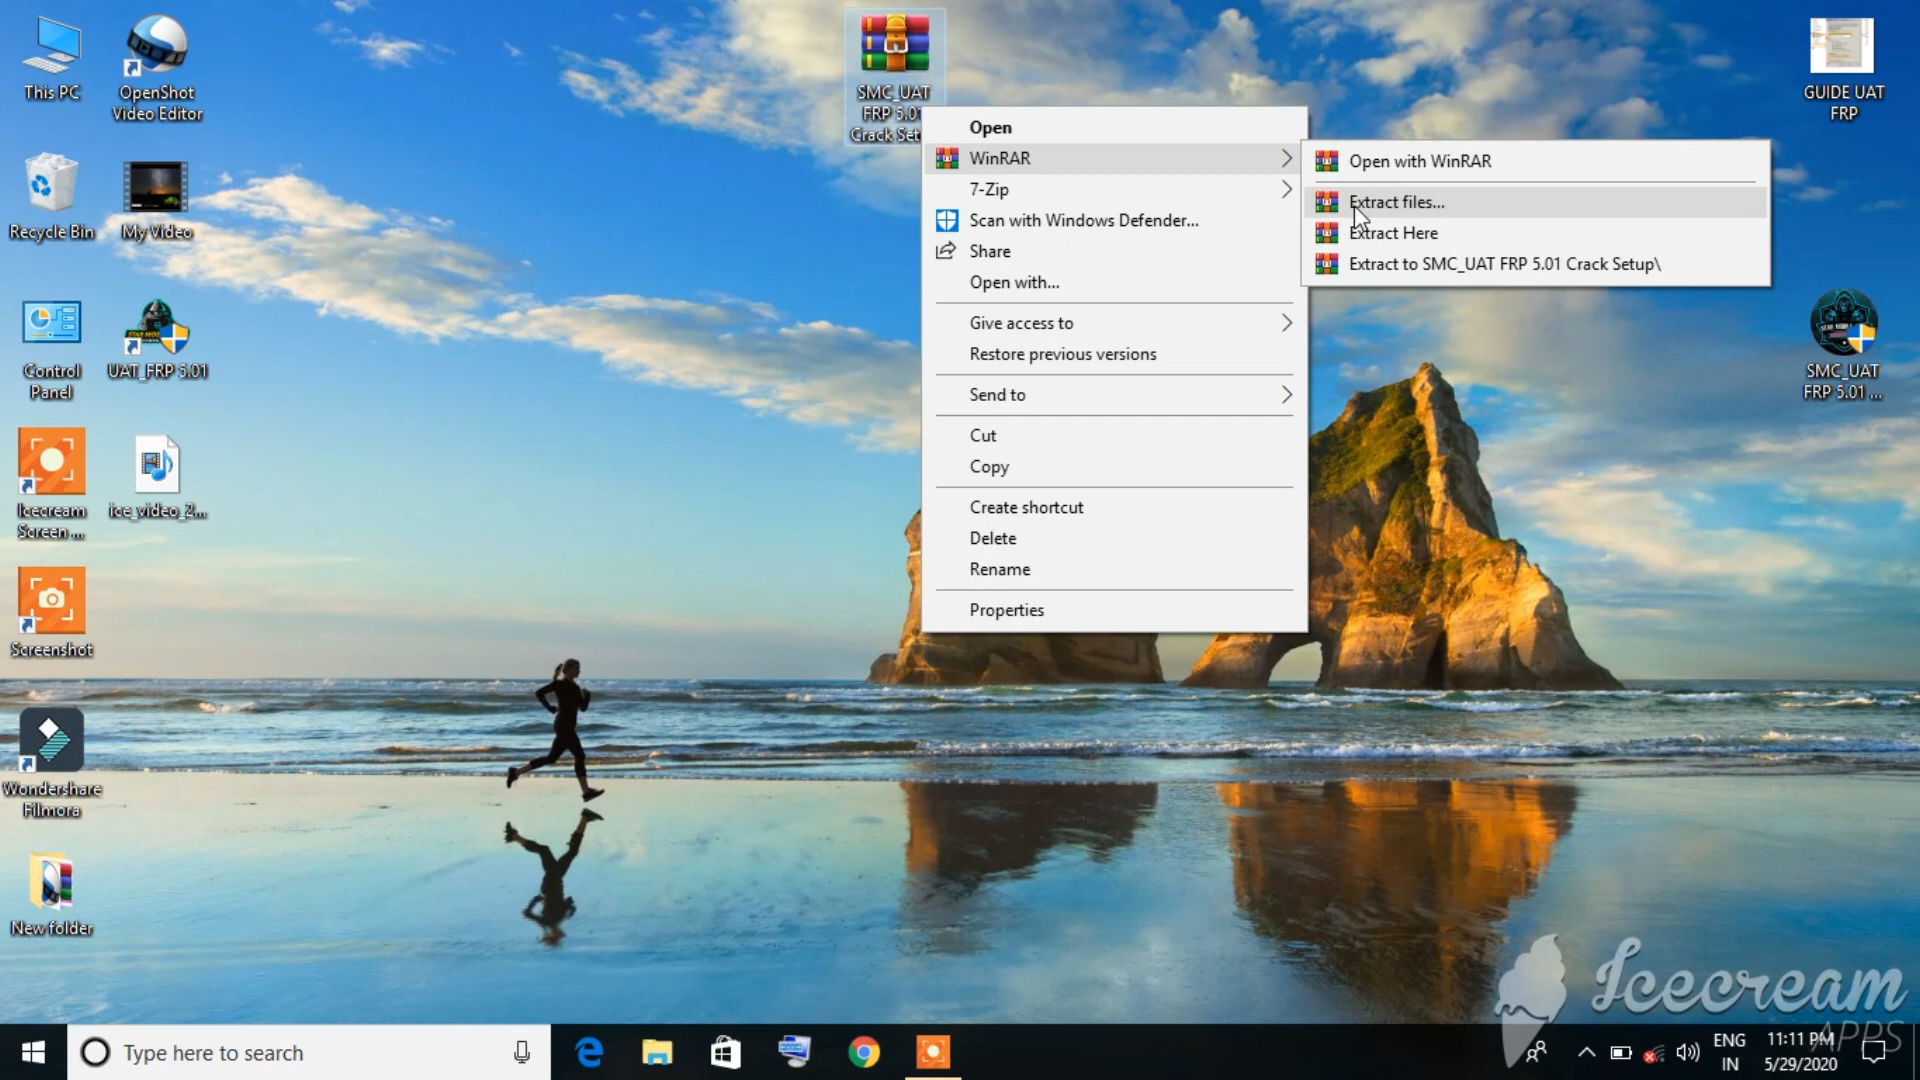 This PC
OpenShot
Video Editor
Recycle Bin
My Video
Control
Panel
UAT_FRP 5.01
Icecream
Screen ...
ice_video_2...
Screenshot
Wondershare
Filmora
New folder
SMC_UAT
FRP 5.01
Crack Set
Open
WinRAR
7-Zip
Scan with Windows Defender...
Share
Open with...
Give access to
Restore previous versions
Send to
Cut
Copy
Create shortcut
Delete
Rename
Properties
Open with WinRAR
Extract files...
Extract Here
Extract to SMC_UAT FRP 5.01 Crack Setup\
GUIDE UAT
FRP
SMC_UAT
FRP 5.01 ...
Icecream
APPS
Type here to search
ENG
IN
11:11 PM
5/29/2020